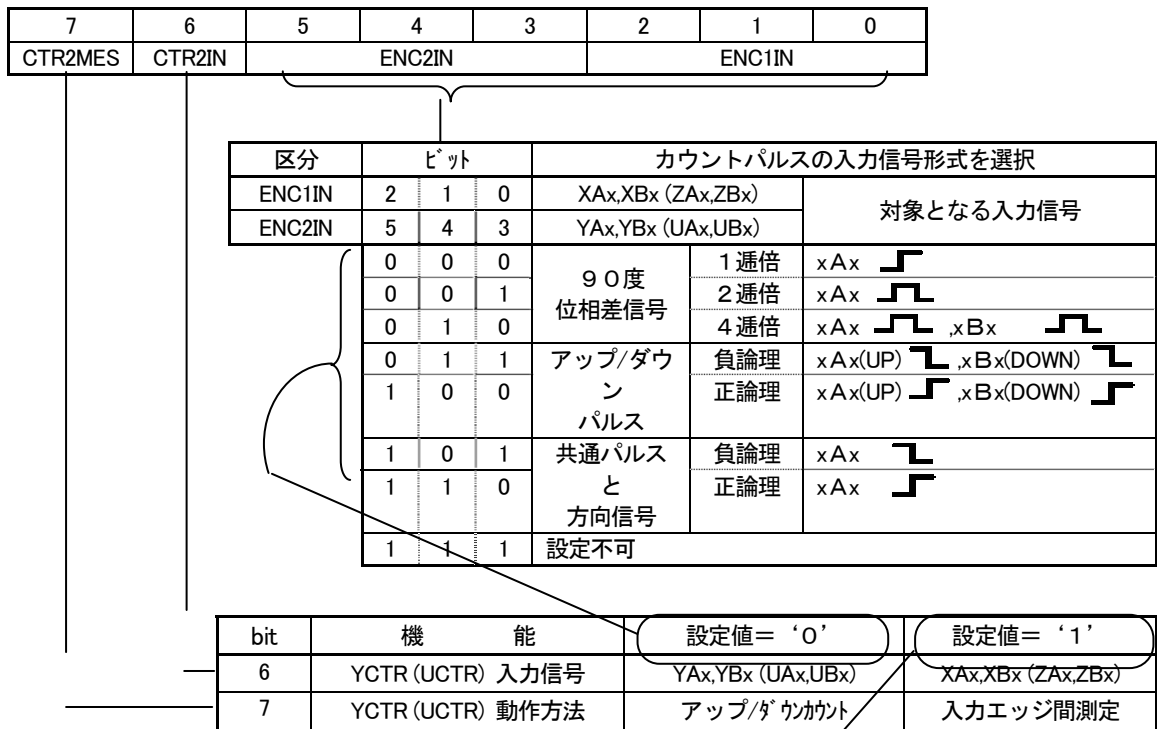 7 6 5 4 3 2 1 0
CTR2MES CTR2IN ENC2IN ENC1IN
区分 ﾋﾞｯﾄ カウントパルスの入力信号形式を選択
ENC1IN 2 1 0 XAx,XBx (ZAx,ZBx) 対象となる入力信号
ENC2IN 5 4 3 YAx,YBx (UAx,UBx)
0 0 0 90度 1逓倍 xAx
0 0 1 位相差信号 2逓倍 xAx
0 1 0 4逓倍 xAx ,xBx
0 1 1 アップ/ダウ 負論理 xAx(UP) ,xBx(DOWN)
1 0 0 ン 正論理 xAx(UP) ,xBx(DOWN)
パルス
1 0 1 共通パルス 負論理 xAx
1 1 0 と 正論理 xAx
方向信号
1 1 1 設定不可
bit 機 能 設定値= ‘0’ 設定値= ‘1’
6 YCTR (UCTR) 入力信号 YAx,YBx (UAx,UBx) XAx,XBx (ZAx,ZBx)
7 YCTR (UCTR) 動作方法 アップ/ﾀﾞｳﾝｶｳﾝﾄ 入力エッジ間測定